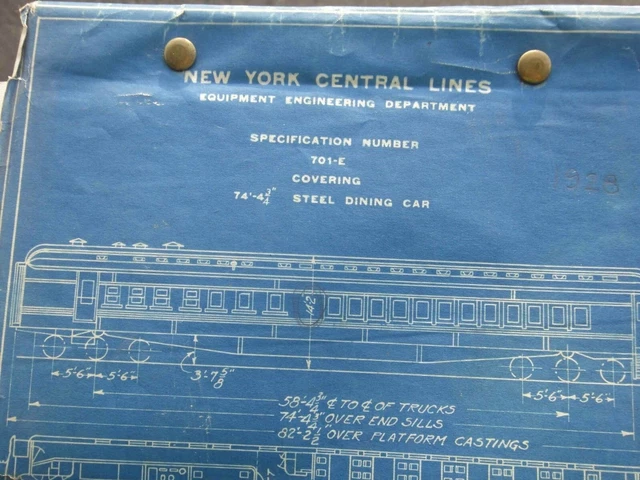 NEW YORK CENTRAL LINES
EQUIPMENT ENGINEERING DEPARTMENT
SPECIFICATION NUMBER
701-E
COVERING
74'-4¾" STEEL DINING CAR
1928
5'-6" 5'-6" 3'-7⅝" 5'-6" 5'-6"
58'-4¾" ℄ TO ℄ OF TRUCKS
74'-4¾" OVER END SILLS
82'-2½" OVER PLATFORM CASTINGS